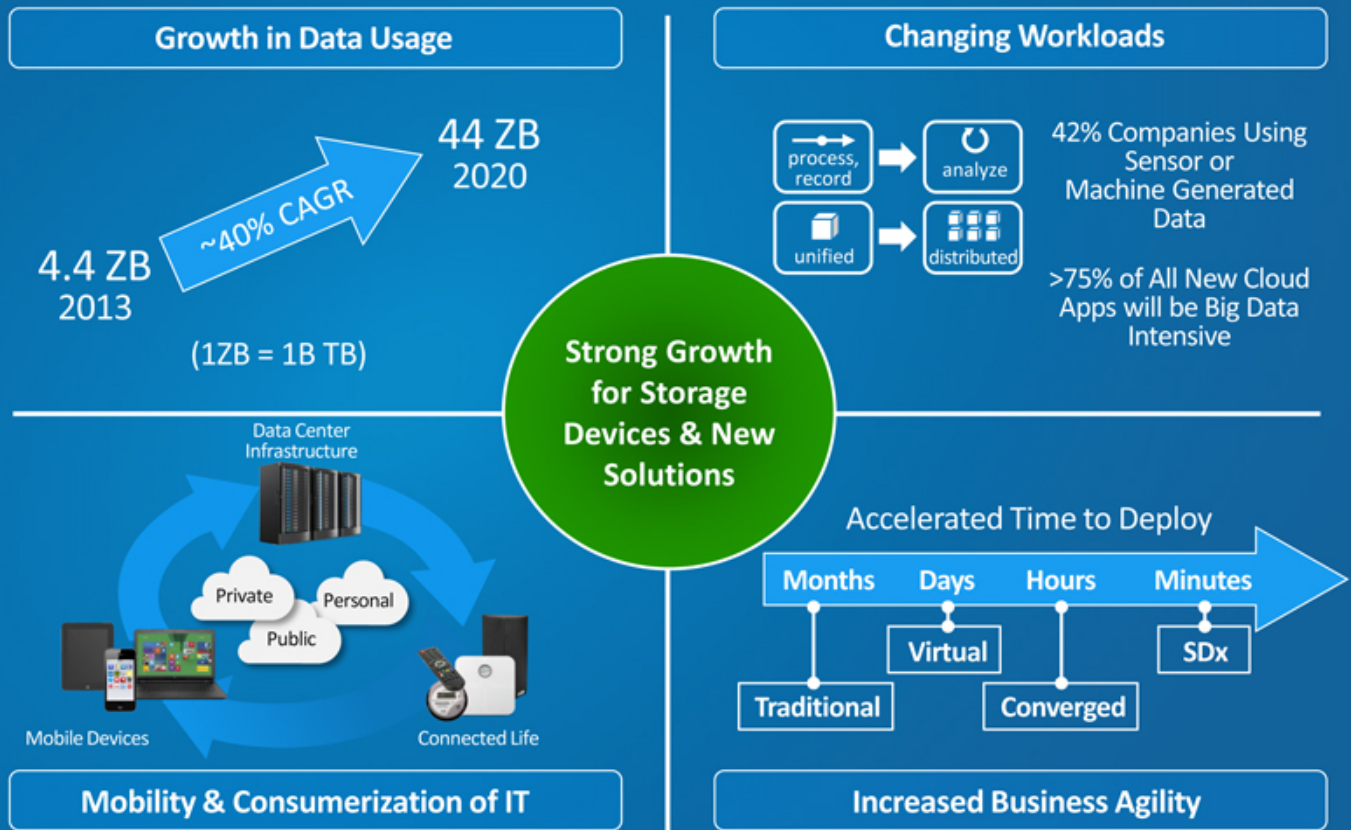 Growth in Data Usage
44 ZB
2020
~40% CAGR
4.4 ZB
2013
(1ZB = 1B TB)
Changing Workloads
process,
record
analyze
unified
distributed
42% Companies Using
Sensor or
Machine Generated
Data
>75% of All New Cloud
Apps will be Big Data
Intensive
Strong Growth
for Storage
Devices & New
Solutions
Data Center
Infrastructure
Private
Personal
Public
Mobile Devices
Connected Life
Mobility & Consumerization of IT
Accelerated Time to Deploy
Months Days Hours Minutes
Virtual
SDx
Traditional
Converged
Increased Business Agility